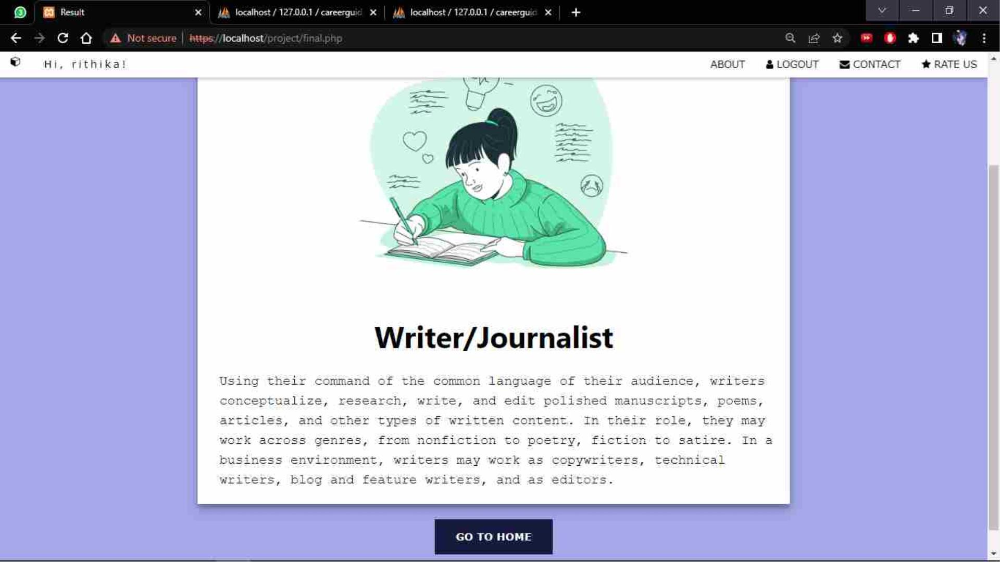 Result
localhost / 127.0.0.1 / careerguid
localhost / 127.0.0.1 / careerguid
Not secure
https://localhost/project/final.php
Hi, rithika!
ABOUT
LOGOUT
CONTACT
RATE US
Writer/Journalist
Using their command of the common language of their audience, writers
conceptualize, research, write, and edit polished manuscripts, poems,
articles, and other types of written content. In their role, they may
work across genres, from nonfiction to poetry, fiction to satire. In a
business environment, writers may work as copywriters, technical
writers, blog and feature writers, and as editors.
GO TO HOME